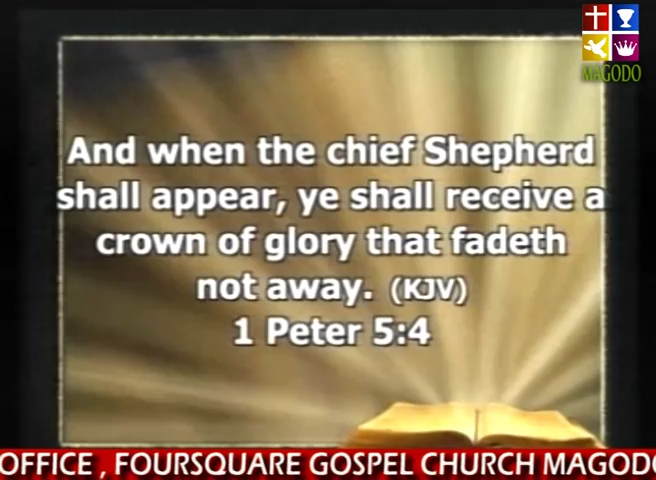 MAGODO
And when the chief Shepherd
shall appear, ye shall receive a
crown of glory that fadeth
not away. (KJV)
1 Peter 5:4
OFFICE , FOURSQUARE GOSPEL CHURCH MAGODO